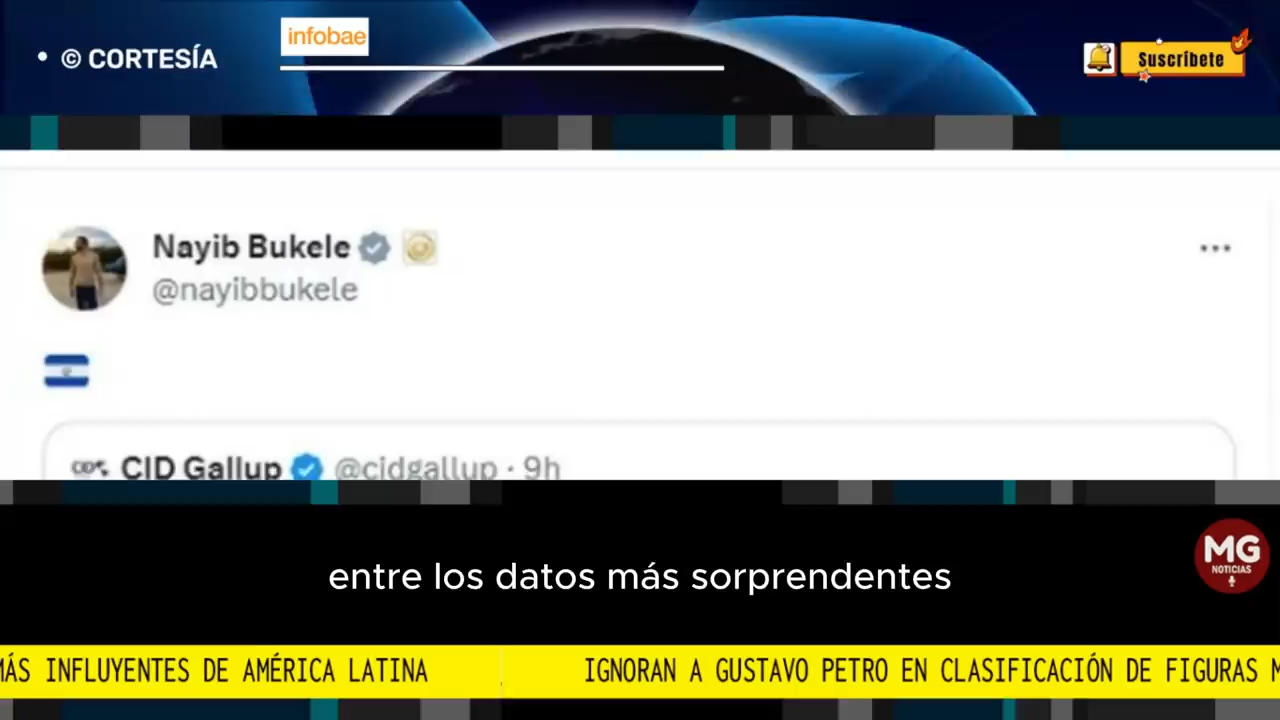 • © CORTESÍA
infobae
Suscríbete
Nayib Bukele
@nayibbukele
CID Gallup @cidgallup · 9h
entre los datos más sorprendentes
MG
NOTICIAS
MÁS INFLUYENTES DE AMÉRICA LATINA
IGNORAN A GUSTAVO PETRO EN CLASIFICACIÓN DE FIGURAS M